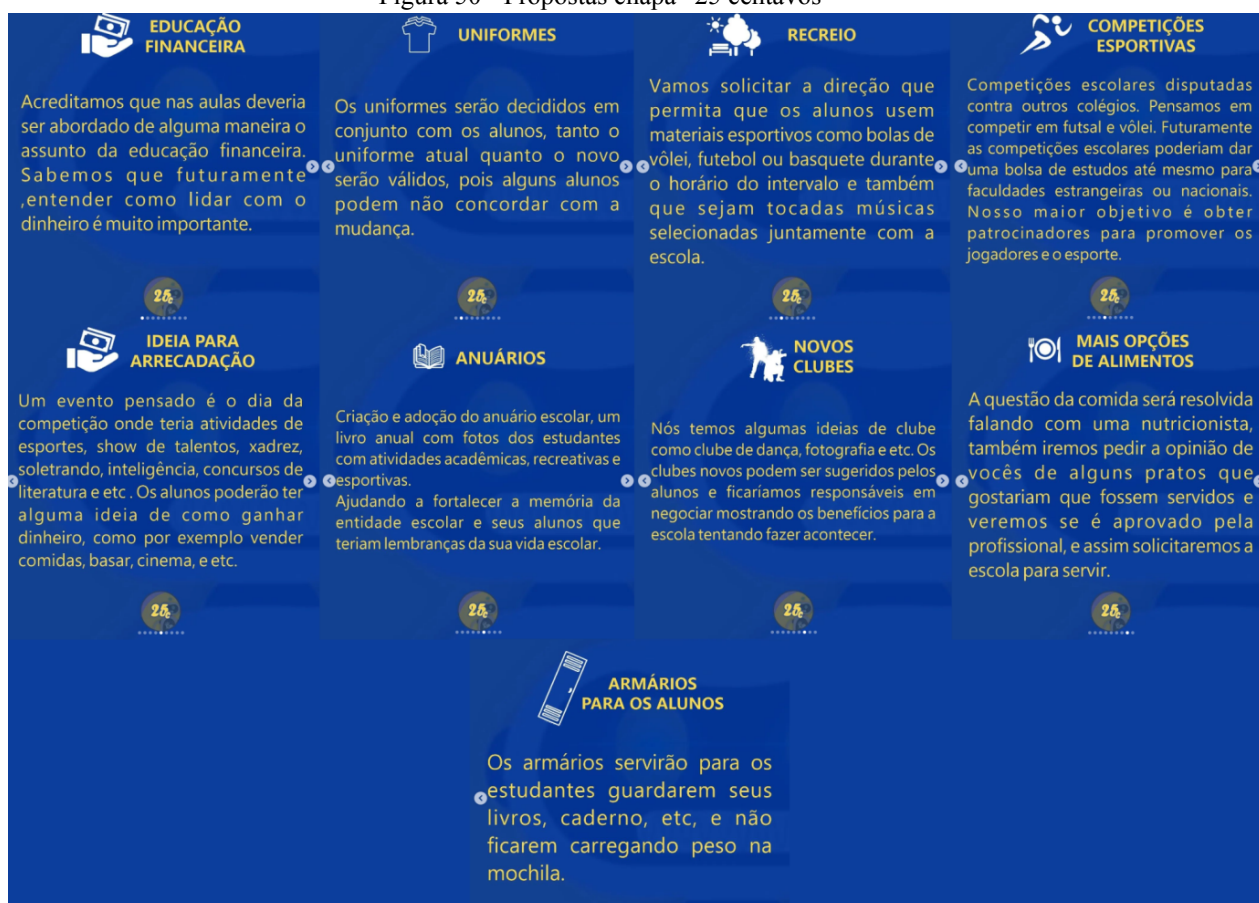 Figura 50 - Propostas chapa "25 centavos"
EDUCAÇÃO
FINANCEIRA
Acreditamos que nas aulas deveria
ser abordado de alguma maneira o
assunto da educação financeira.
Sabemos que futuramente
,entender como lidar com o
dinheiro é muito importante.
25c
UNIFORMES
Os uniformes serão decididos em
conjunto com os alunos, tanto o
uniforme atual quanto o novo
serão válidos, pois alguns alunos
podem não concordar com a
mudança.
25c
RECREIO
Vamos solicitar a direção que
permita que os alunos usem
materiais esportivos como bolas de
vôlei, futebol ou basquete durante
o horário do intervalo e também
que sejam tocadas músicas
selecionadas juntamente com a
escola.
25c
COMPETIÇÕES
ESPORTIVAS
Competições escolares disputadas
contra outros colégios. Pensamos em
competir em futsal e vôlei. Futuramente
as competições escolares poderiam dar
uma bolsa de estudos até mesmo para
faculdades estrangeiras ou nacionais.
Nosso maior objetivo é obter
patrocinadores para promover os
jogadores e o esporte.
25c
IDEIA PARA
ARRECADAÇÃO
Um evento pensado é o dia da
competição onde teria atividades de
esportes, show de talentos, xadrez,
soletrando, inteligência, concursos de
literatura e etc . Os alunos poderão ter
alguma ideia de como ganhar
dinheiro, como por exemplo vender
comidas, basar, cinema, e etc.
25c
ANUÁRIOS
Criação e adoção do anuário escolar, um
livro anual com fotos dos estudantes
com atividades acadêmicas, recreativas e
esportivas.
Ajudando a fortalecer a memória da
entidade escolar e seus alunos que
teriam lembranças da sua vida escolar.
25c
NOVOS
CLUBES
Nós temos algumas ideias de clube
como clube de dança, fotografia e etc. Os
clubes novos podem ser sugeridos pelos
alunos e ficaríamos responsáveis em
negociar mostrando os benefícios para a
escola tentando fazer acontecer.
25c
MAIS OPÇÕES
DE ALIMENTOS
A questão da comida será resolvida
falando com uma nutricionista,
também iremos pedir a opinião de
vocês de alguns pratos que
gostariam que fossem servidos e
veremos se é aprovado pela
profissional, e assim solicitaremos a
escola para servir.
25c
ARMÁRIOS
PARA OS ALUNOS
Os armários servirão para os
estudantes guardarem seus
livros, caderno, etc, e não
ficarem carregando peso na
mochila.